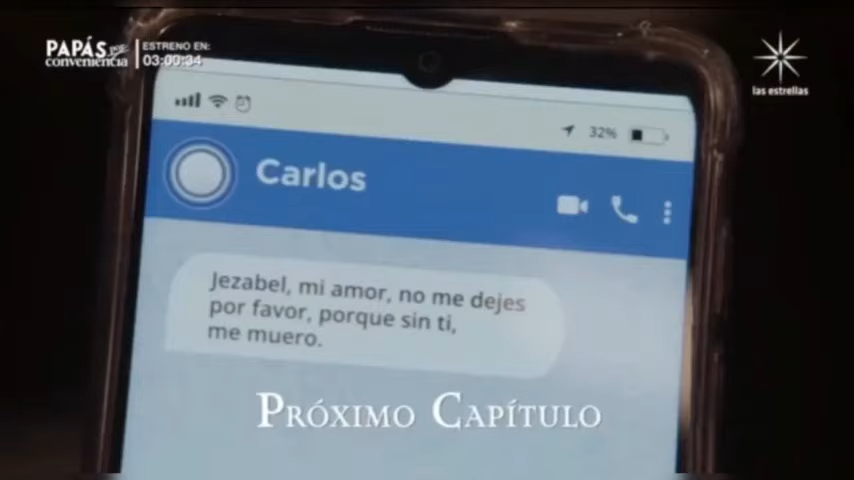 PAPÁS por
conveniencia
ESTRENO EN:
03:00:34
las estrellas
32%
Carlos
Jezabel, mi amor, no me dejes
por favor, porque sin ti,
me muero.
PRÓXIMO CAPÍTULO